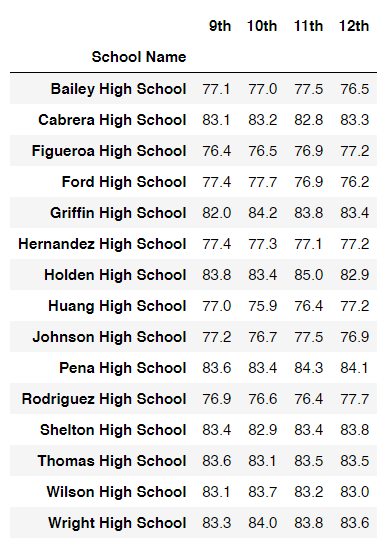 9th 10th 11th 12th
School Name
Bailey High School 77.1 77.0 77.5 76.5
Cabrera High School 83.1 83.2 82.8 83.3
Figueroa High School 76.4 76.5 76.9 77.2
Ford High School 77.4 77.7 76.9 76.2
Griffin High School 82.0 84.2 83.8 83.4
Hernandez High School 77.4 77.3 77.1 77.2
Holden High School 83.8 83.4 85.0 82.9
Huang High School 77.0 75.9 76.4 77.2
Johnson High School 77.2 76.7 77.5 76.9
Pena High School 83.6 83.4 84.3 84.1
Rodriguez High School 76.9 76.6 76.4 77.7
Shelton High School 83.4 82.9 83.4 83.8
Thomas High School 83.6 83.1 83.5 83.5
Wilson High School 83.1 83.7 83.2 83.0
Wright High School 83.3 84.0 83.8 83.6